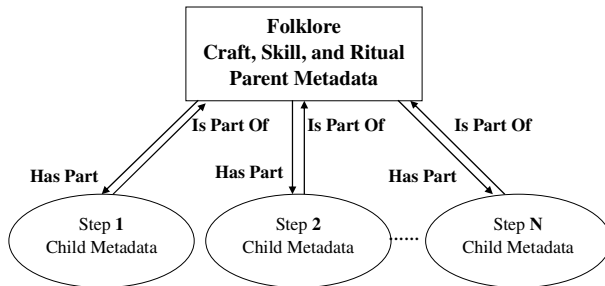 Folklore
Craft, Skill, and Ritual
Parent Metadata
Is Part Of
Is Part Of
Is Part Of
Has Part
Has Part
Has Part
Step 1
Child Metadata
Step 2
Child Metadata
......
Step N
Child Metadata